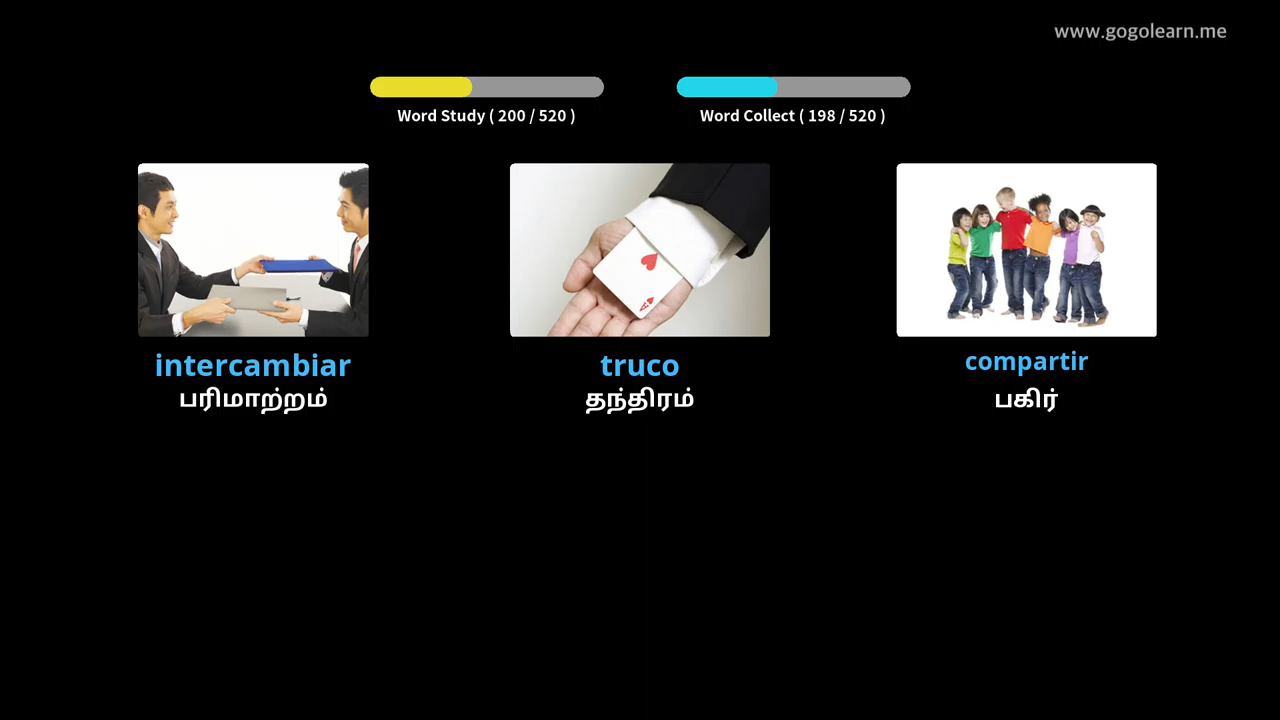 www.gogolearn.me
Word Study ( 200 / 520 )
Word Collect ( 198 / 520 )
intercambiar
பரிமாற்றம்
truco
தந்திரம்
compartir
பகிர்